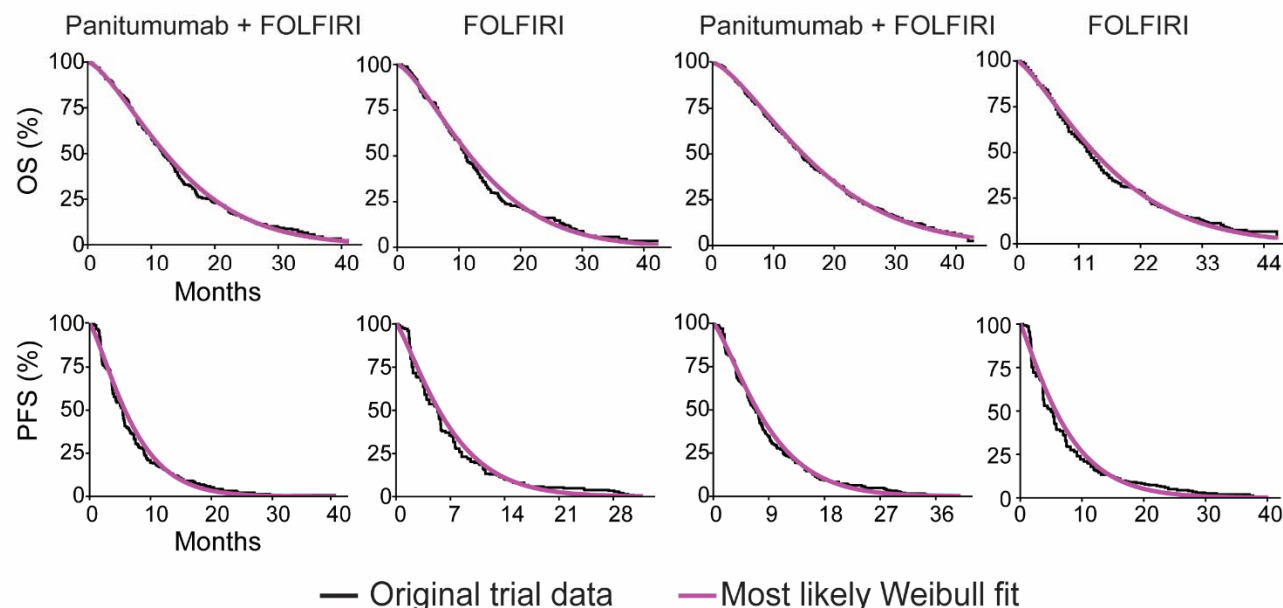 Panitumumab + FOLFIRI FOLFIRI Panitumumab + FOLFIRI FOLFIRI
OS (%)
100 100 100 100
75 75 75 75
50 50 50 50
25 25 25 25
0 0 0 0
0 10 20 30 40 0 10 20 30 40 0 10 20 30 40 0 11 22 33 44
Months
PFS (%)
100 100 100 100
75 75 75 75
50 50 50 50
25 25 25 25
0 0 0 0
0 10 20 30 40 0 7 14 21 28 0 9 18 27 36 0 10 20 30 40
Months
Original trial data Most likely Weibull fit